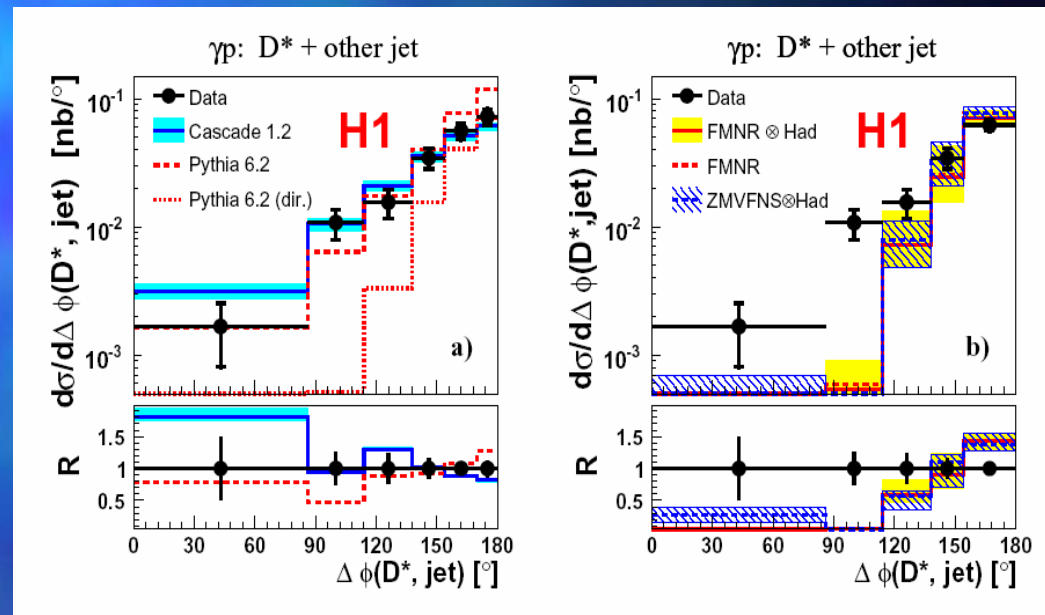 γp: D* + other jet
Data
Cascade 1.2
Pythia 6.2
Pythia 6.2 (dir.)
H1
dσ/dΔ ϕ(D*, jet) [nb/°]
10⁻¹
10⁻²
10⁻³
a)
R
1.5
1
0.5
0 30 60 90 120 150 180
Δ ϕ(D*, jet) [°]
γp: D* + other jet
Data
FMNR ⊗ Had
FMNR
ZMVFNS⊗Had
H1
dσ/dΔ ϕ(D*,jet) [nb/°]
10⁻¹
10⁻²
10⁻³
b)
R
1.5
1
0.5
0 30 60 90 120 150 180
Δ ϕ(D*, jet) [°]